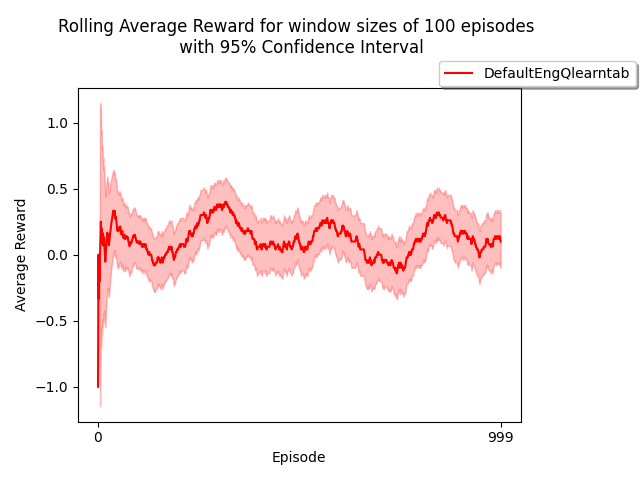 Rolling Average Reward for window sizes of 100 episodes
with 95% Confidence Interval
DefaultEngQlearntab
1.0
0.5
0.0
−0.5
−1.0
Average Reward
0
999
Episode